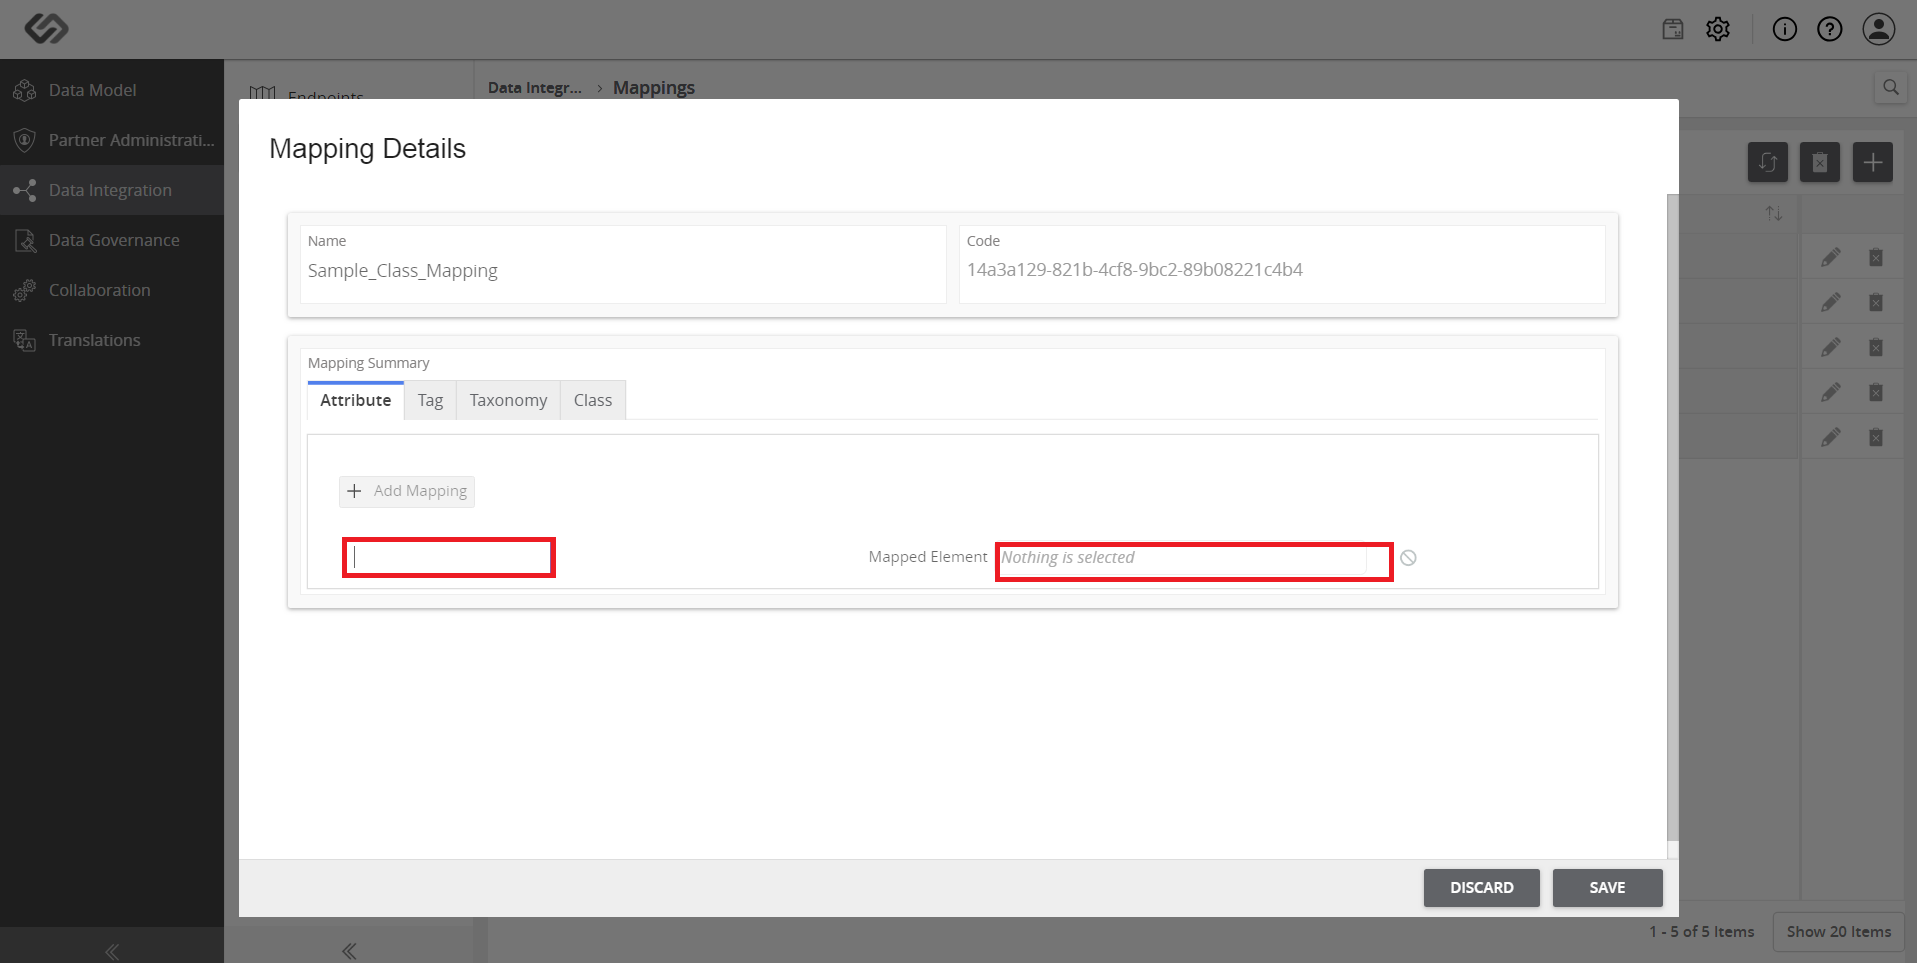 Data Model
Partner Administrati...
Data Integration
Data Governance
Collaboration
Translations
Endpoints
Data Integr... › Mappings
Mapping Details
Name
Sample_Class_Mapping
Code
14a3a129-821b-4cf8-9bc2-89b08221c4b4
Mapping Summary
Attribute Tag Taxonomy Class
Add Mapping
Mapped Element Nothing is selected
DISCARD SAVE
1 - 5 of 5 Items Show 20 Items